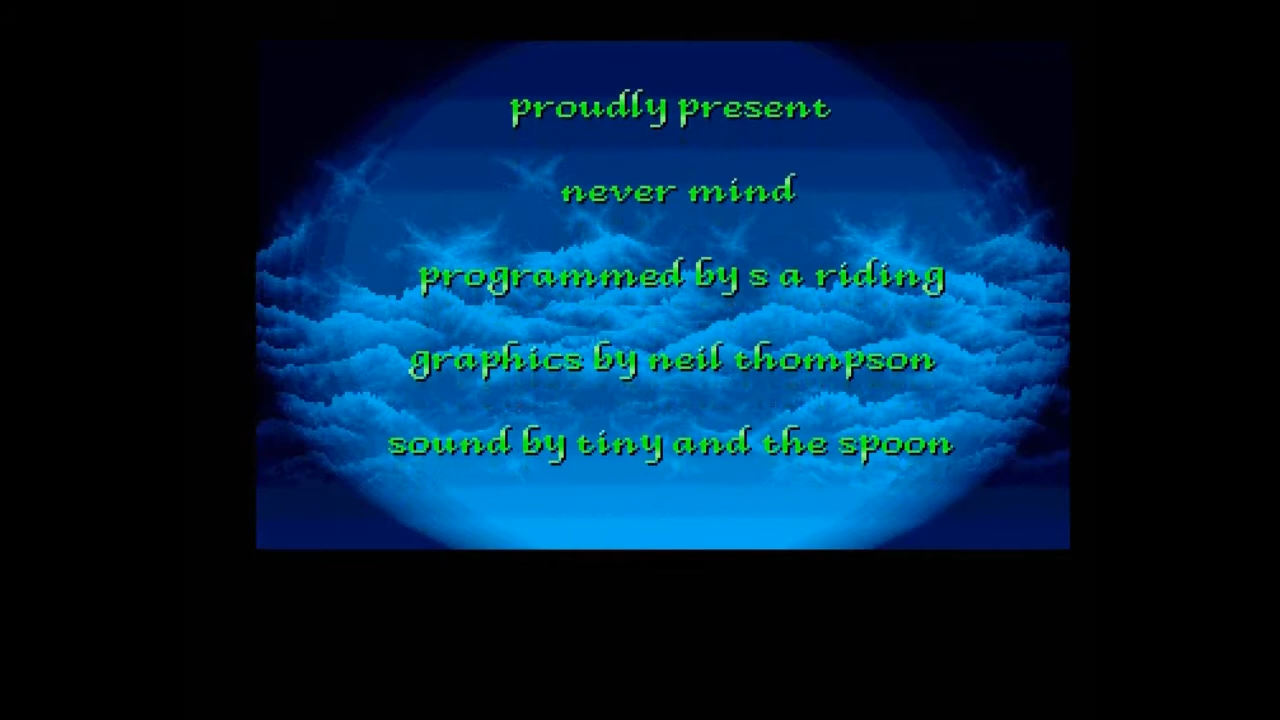 proudly present
never mind
programmed by s a riding
graphics by neil thompson
sound by tiny and the spoon